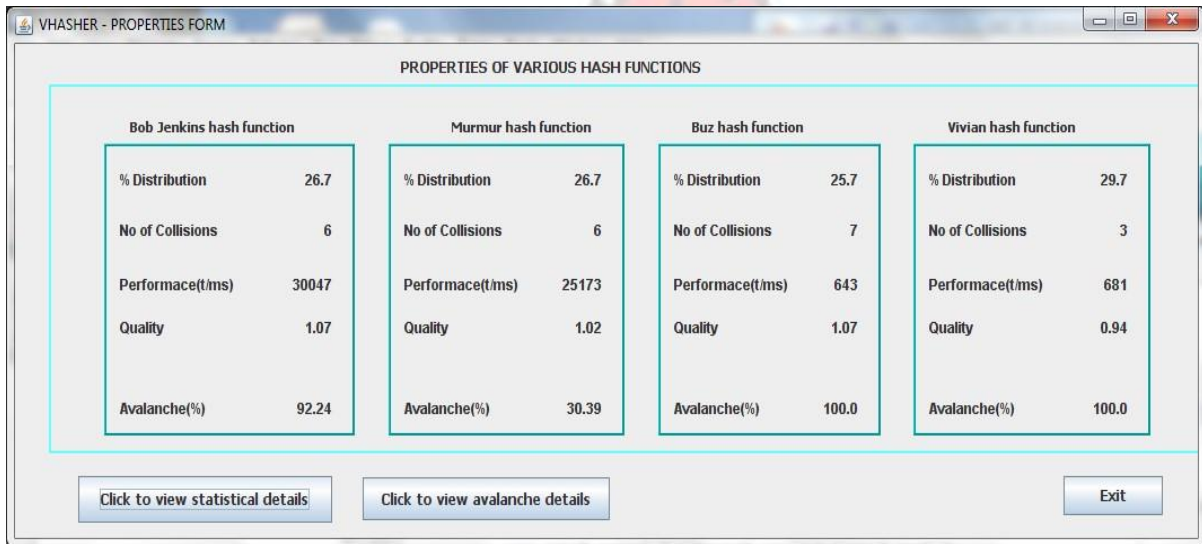 VHASHER - PROPERTIES FORM
PROPERTIES OF VARIOUS HASH FUNCTIONS
Bob Jenkins hash function
% Distribution 26.7
No of Collisions 6
Performace(t/ms) 30047
Quality 1.07
Avalanche(%) 92.24
Murmur hash function
% Distribution 26.7
No of Collisions 6
Performace(t/ms) 25173
Quality 1.02
Avalanche(%) 30.39
Buz hash function
% Distribution 25.7
No of Collisions 7
Performace(t/ms) 643
Quality 1.07
Avalanche(%) 100.0
Vivian hash function
% Distribution 29.7
No of Collisions 3
Performace(t/ms) 681
Quality 0.94
Avalanche(%) 100.0
Click to view statistical details
Click to view avalanche details
Exit